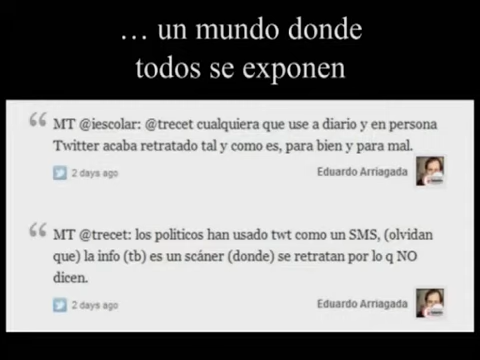 … un mundo donde
todos se exponen
“ MT @iescolar: @trecet cualquiera que use a diario y en persona
Twitter acaba retratado tal y como es, para bien y para mal.
2 days ago Eduardo Arriagada
“ MT @trecet: los politicos han usado twt como un SMS, (olvidan
que) la info (tb) es un scáner (donde) se retratan por lo q NO
dicen.
2 days ago Eduardo Arriagada